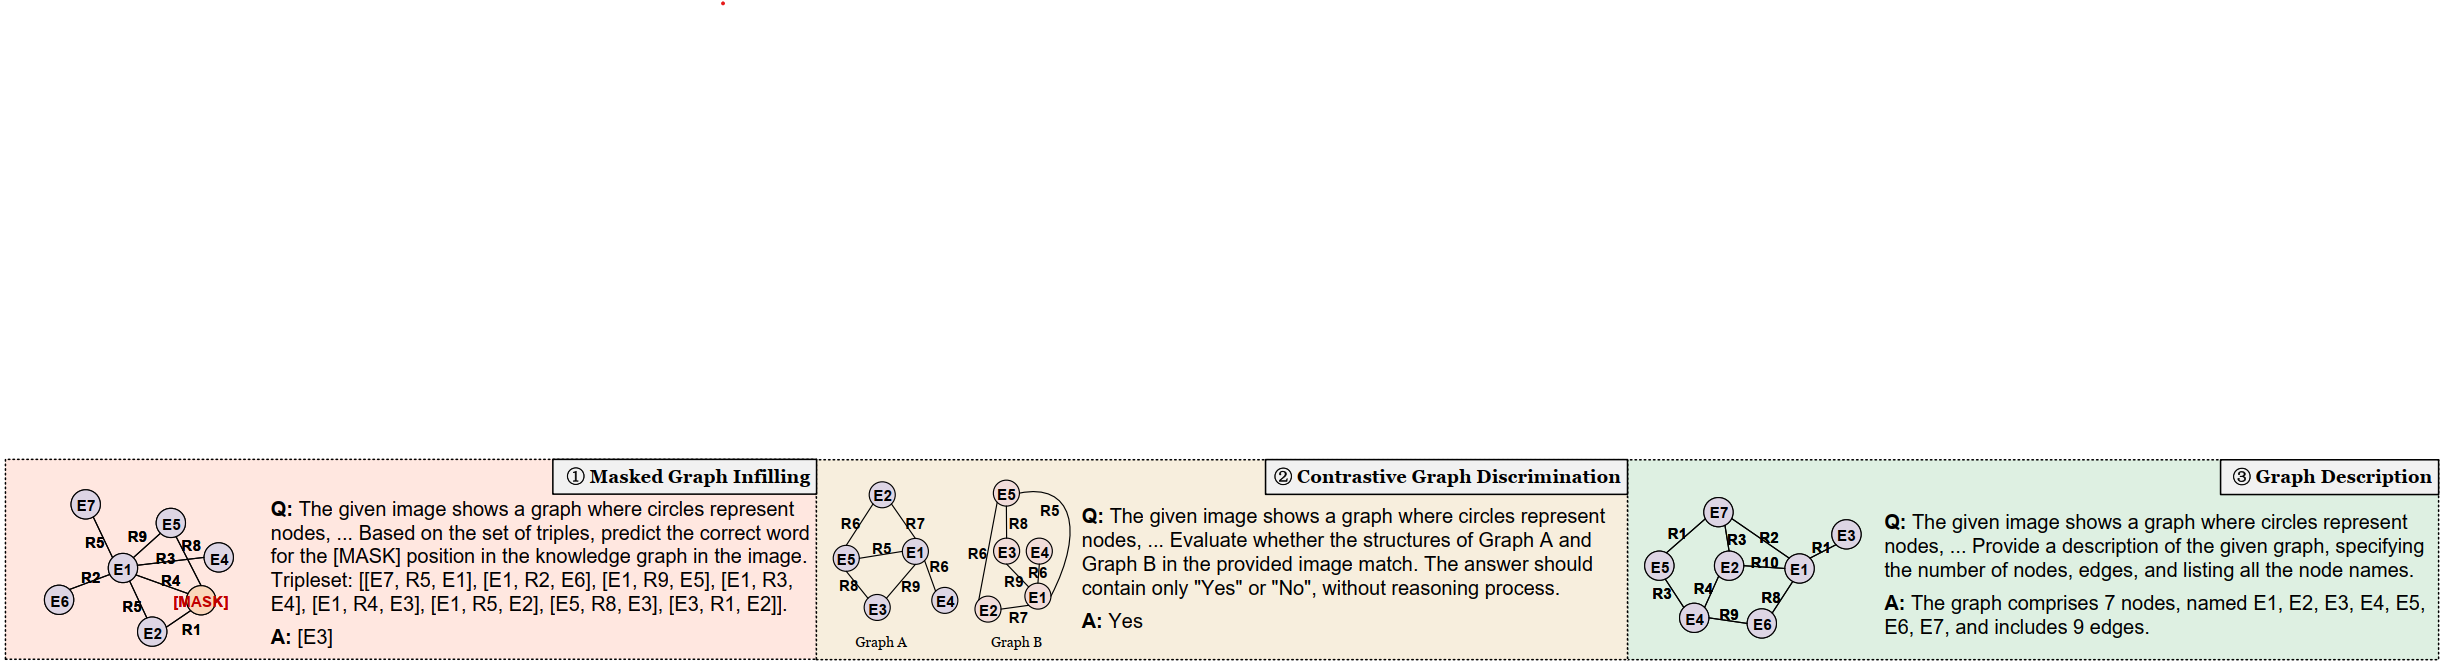 ① Masked Graph Infilling
E7
E5
R9
R5
R8
R3
E4
E1
R2
R4
E6
R5
[MASK]
E2
R1
Q: The given image shows a graph where circles represent
nodes, ... Based on the set of triples, predict the correct word
for the [MASK] position in the knowledge graph in the image.
Tripleset: [[E7, R5, E1], [E1, R2, E6], [E1, R9, E5], [E1, R3,
E4], [E1, R4, E3], [E1, R5, E2], [E5, R8, E3], [E3, R1, E2]].
A: [E3]
② Contrastive Graph Discrimination
E2
R6
R7
E5
R5
E1
R6
R8
R9
E3
E4
Graph A
E5
R5
R8
R6
E3
E4
R9
R6
E1
E2
R7
Graph B
Q: The given image shows a graph where circles represent
nodes, ... Evaluate whether the structures of Graph A and
Graph B in the provided image match. The answer should
contain only "Yes" or "No", without reasoning process.
A: Yes
③ Graph Description
E7
R1
R3
R2
E3
R1
E5
E2
R10
E1
R3
R4
R8
E4
R9
E6
Q: The given image shows a graph where circles represent
nodes, ... Provide a description of the given graph, specifying
the number of nodes, edges, and listing all the node names.
A: The graph comprises 7 nodes, named E1, E2, E3, E4, E5,
E6, E7, and includes 9 edges.